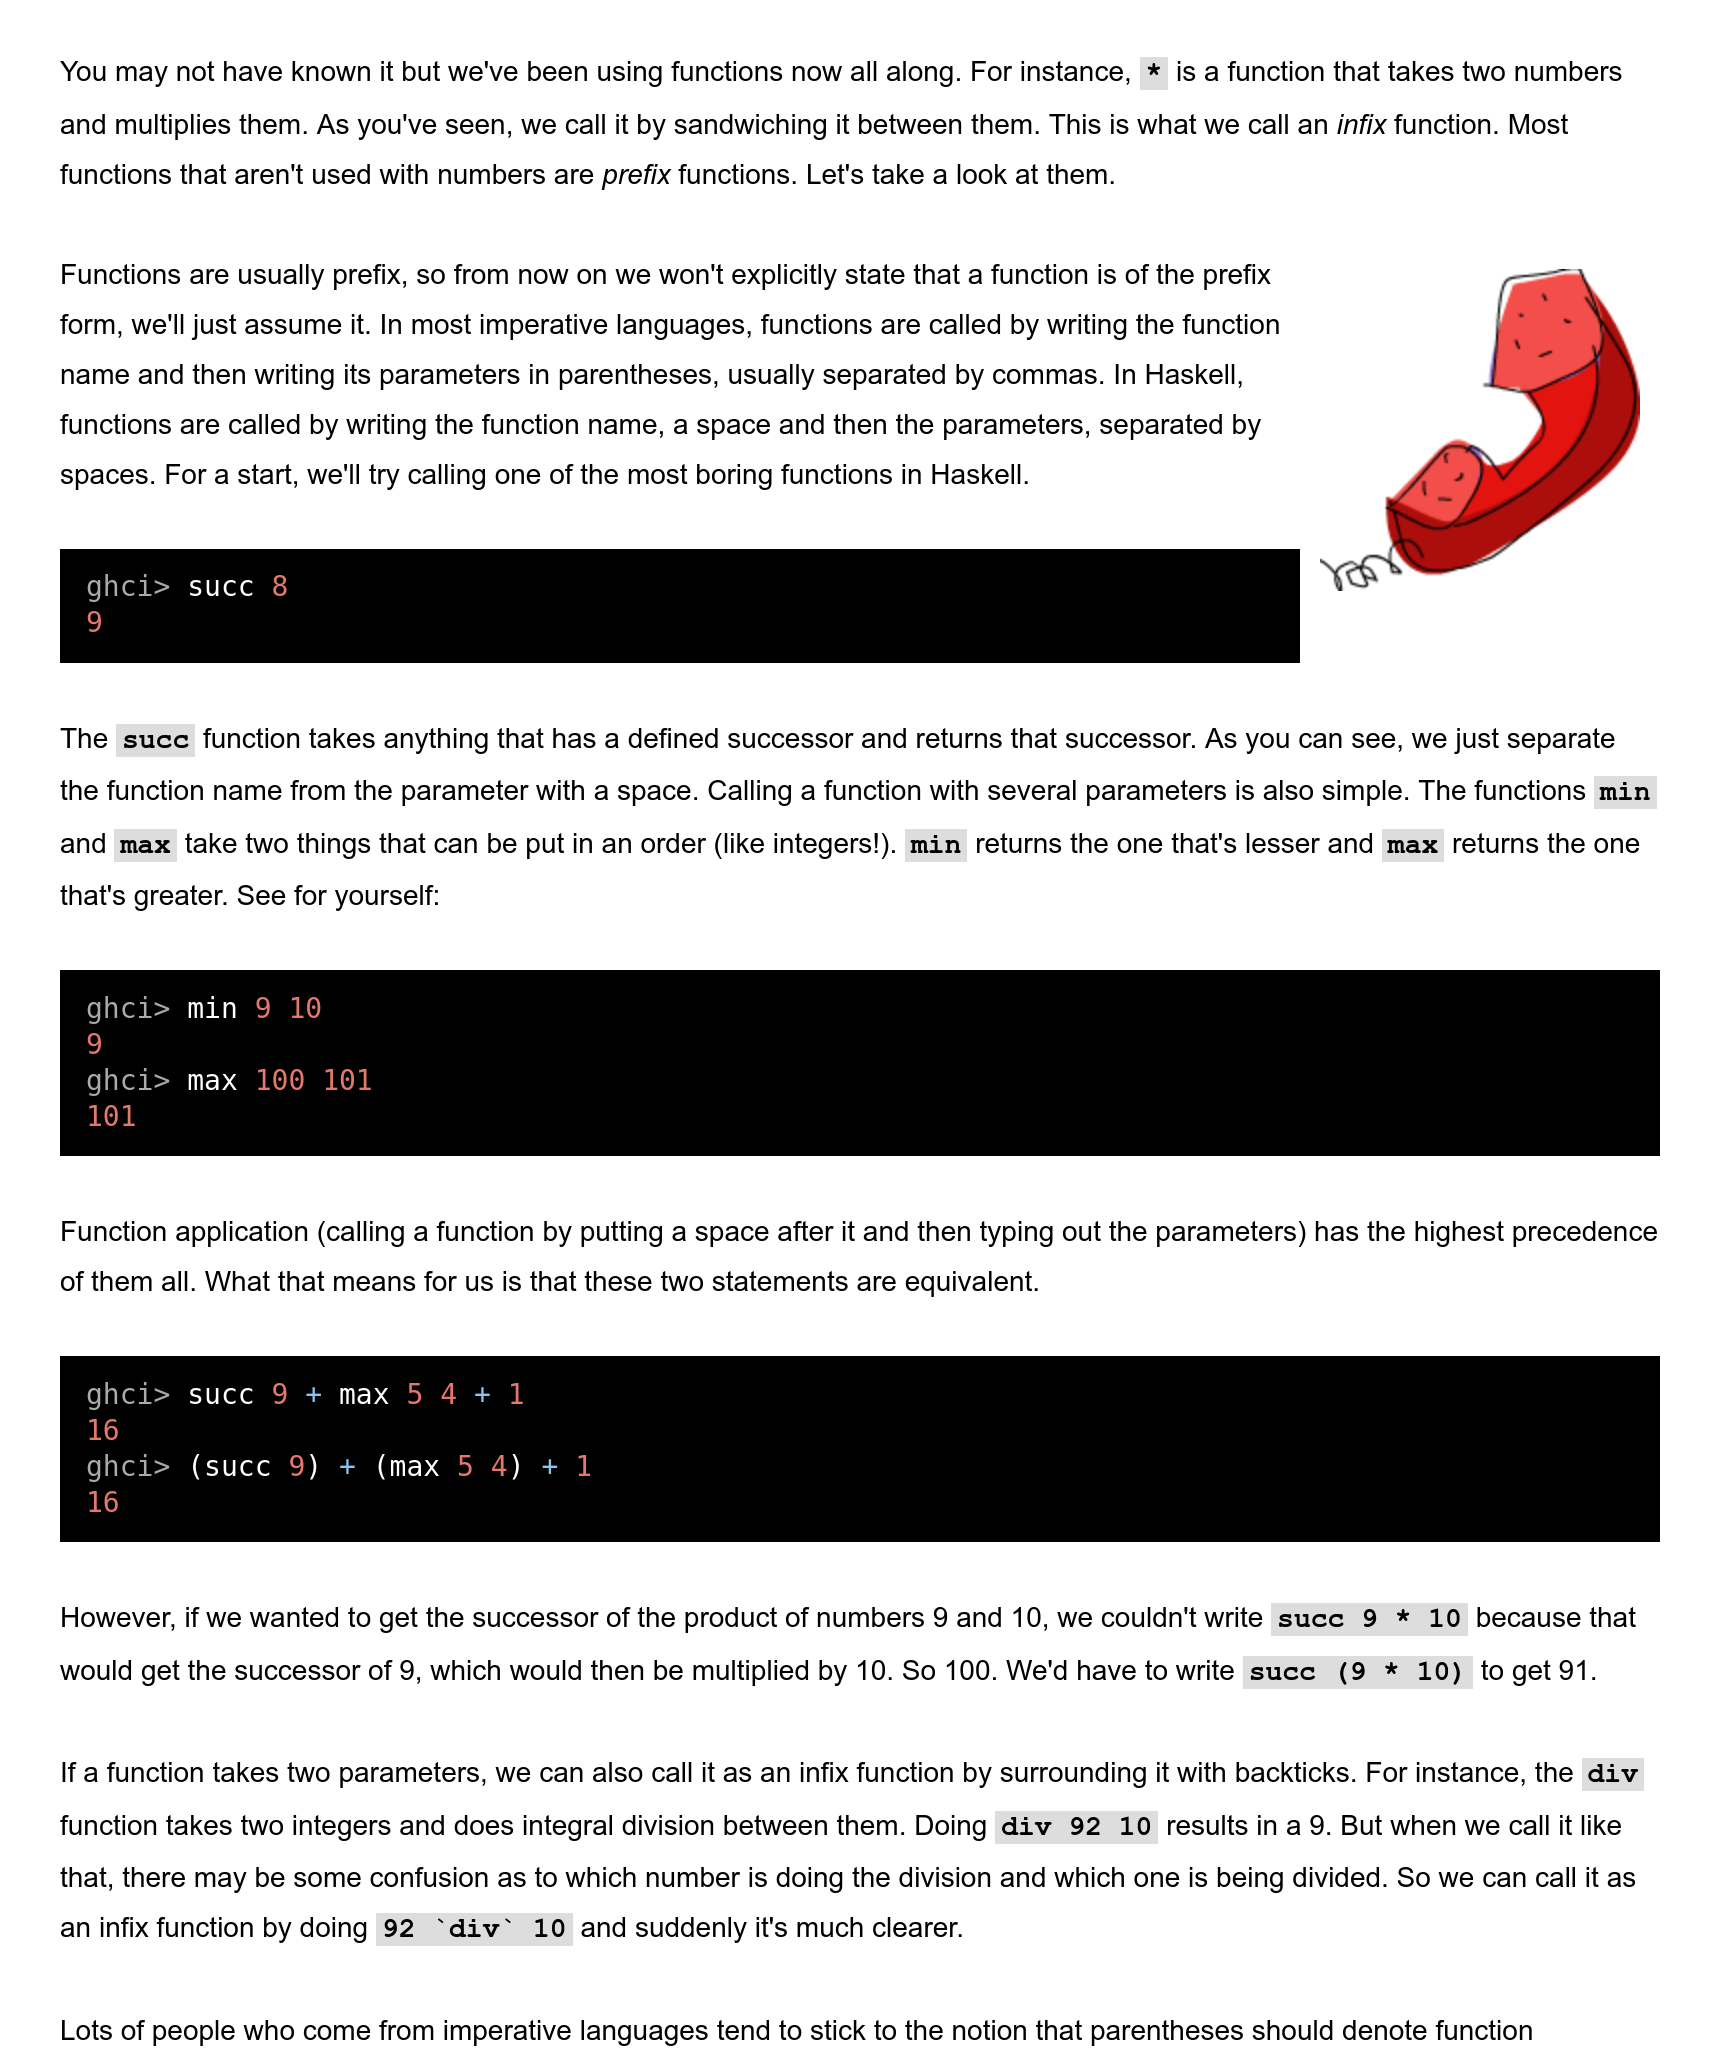 You may not have known it but we've been using functions now all along. For instance, * is a function that takes two numbers
and multiplies them. As you've seen, we call it by sandwiching it between them. This is what we call an infix function. Most
functions that aren't used with numbers are prefix functions. Let's take a look at them.
Functions are usually prefix, so from now on we won't explicitly state that a function is of the prefix
form, we'll just assume it. In most imperative languages, functions are called by writing the function
name and then writing its parameters in parentheses, usually separated by commas. In Haskell,
functions are called by writing the function name, a space and then the parameters, separated by
spaces. For a start, we'll try calling one of the most boring functions in Haskell.
ghci> succ 8
9
The succ function takes anything that has a defined successor and returns that successor. As you can see, we just separate
the function name from the parameter with a space. Calling a function with several parameters is also simple. The functions min
and max take two things that can be put in an order (like integers!). min returns the one that's lesser and max returns the one
that's greater. See for yourself:
ghci> min 9 10
9
ghci> max 100 101
101
Function application (calling a function by putting a space after it and then typing out the parameters) has the highest precedence
of them all. What that means for us is that these two statements are equivalent.
ghci> succ 9 + max 5 4 + 1
16
ghci> (succ 9) + (max 5 4) + 1
16
However, if we wanted to get the successor of the product of numbers 9 and 10, we couldn't write succ 9 * 10 because that
would get the successor of 9, which would then be multiplied by 10. So 100. We'd have to write succ (9 * 10) to get 91.
If a function takes two parameters, we can also call it as an infix function by surrounding it with backticks. For instance, the div
function takes two integers and does integral division between them. Doing div 92 10 results in a 9. But when we call it like
that, there may be some confusion as to which number is doing the division and which one is being divided. So we can call it as
an infix function by doing 92 `div` 10 and suddenly it's much clearer.
Lots of people who come from imperative languages tend to stick to the notion that parentheses should denote function